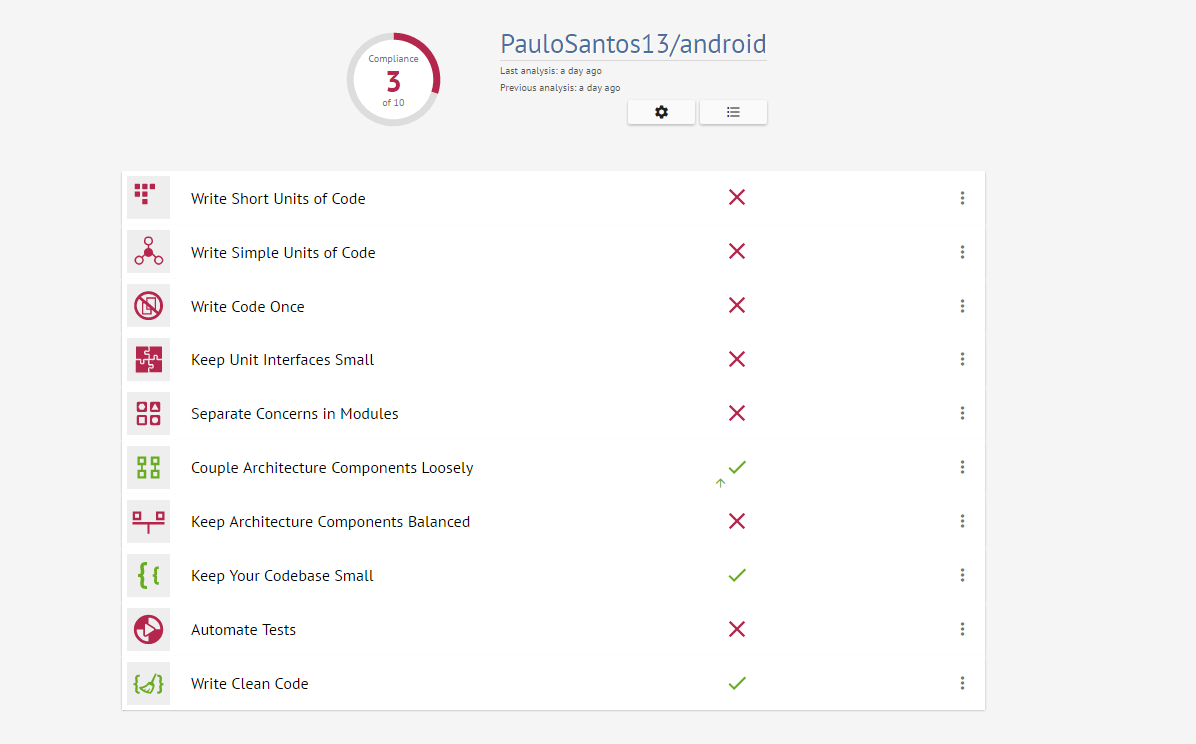 Compliance
3
of 10
PauloSantos13/android
Last analysis: a day ago
Previous analysis: a day ago
Write Short Units of Code
Write Simple Units of Code
Write Code Once
Keep Unit Interfaces Small
Separate Concerns in Modules
Couple Architecture Components Loosely
Keep Architecture Components Balanced
Keep Your Codebase Small
Automate Tests
Write Clean Code